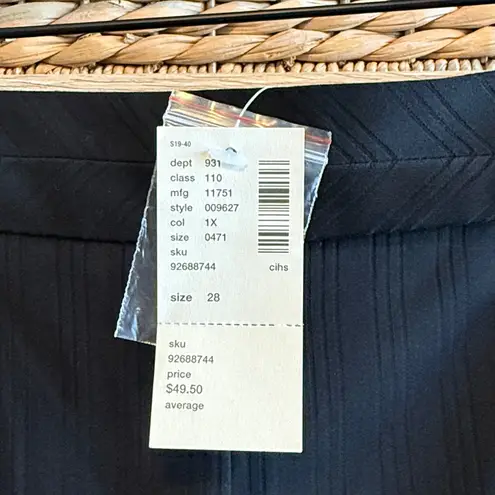 S19-40
dept 931
class 110
mfg 11751
style 009627
col 1X
size 0471
sku
92688744 cihs
size 28
sku
92688744
price
$49.50
average